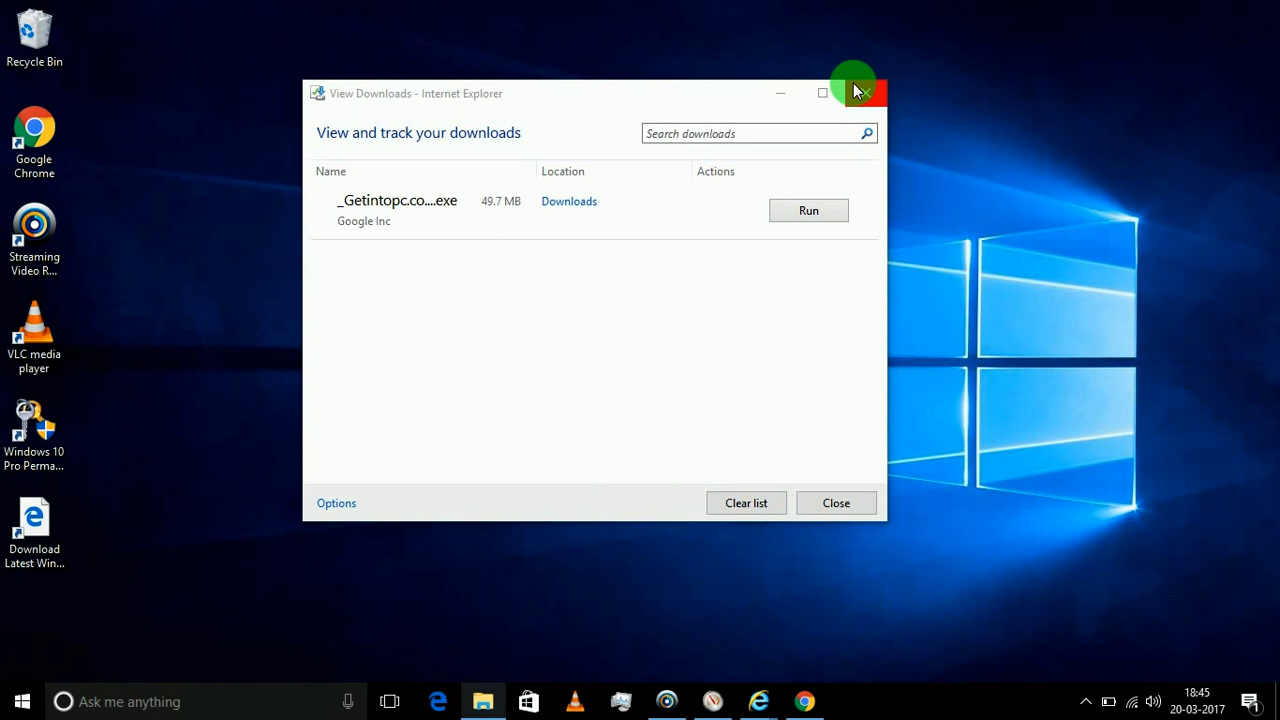 Recycle Bin
Google
Chrome
Streaming
Video R...
VLC media
player
Windows 10
Pro Perma...
Download
Latest Win...
View Downloads - Internet Explorer
View and track your downloads
Search downloads
Name
Location
Actions
_Getintopc.co....exe
49.7 MB
Downloads
Run
Google Inc
Options
Clear list
Close
Ask me anything
18:45
20-03-2017
1